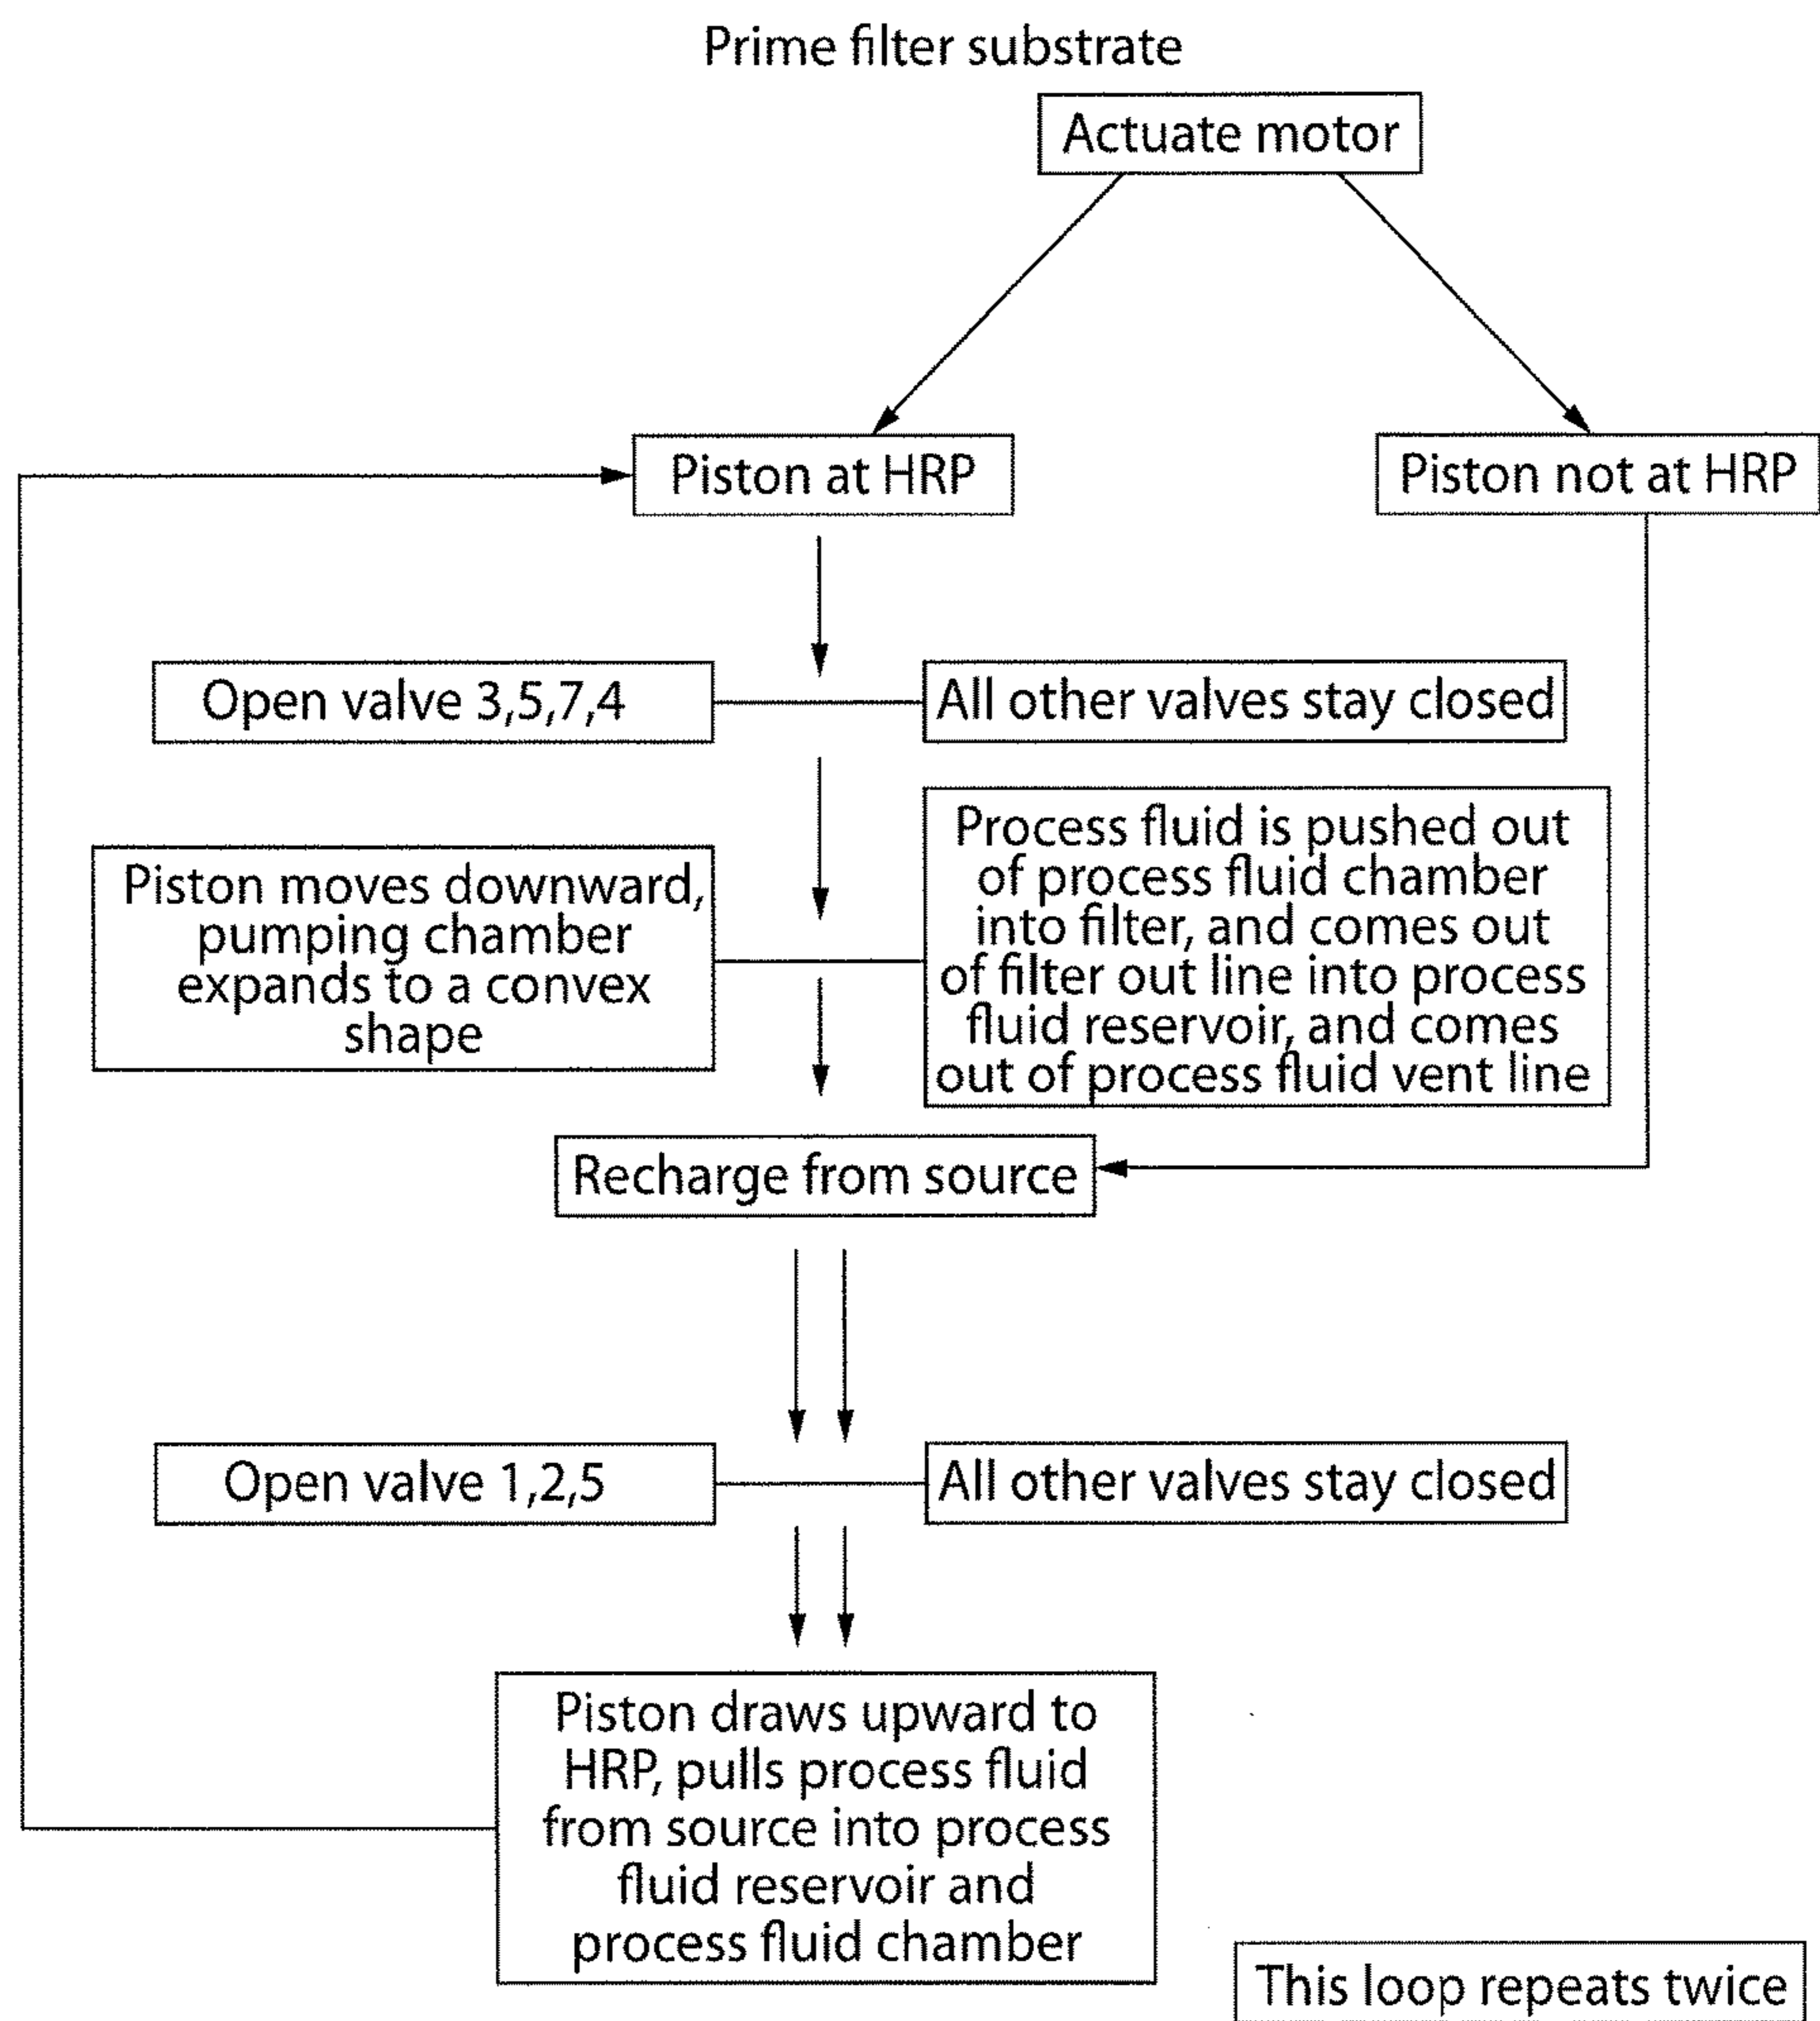 Prime filter substrate
Actuate motor
Piston at HRP
Piston not at HRP
Open valve 3,5,7,4
All other valves stay closed
Piston moves downward,
pumping chamber
expands to a convex
shape
Process fluid is pushed out
of process fluid chamber
into filter, and comes out
of filter out line into process
fluid reservoir, and comes
out of process fluid vent line
Recharge from source
Open valve 1,2,5
All other valves stay closed
Piston draws upward to
HRP, pulls process fluid
from source into process
fluid reservoir and
process fluid chamber
This loop repeats twice